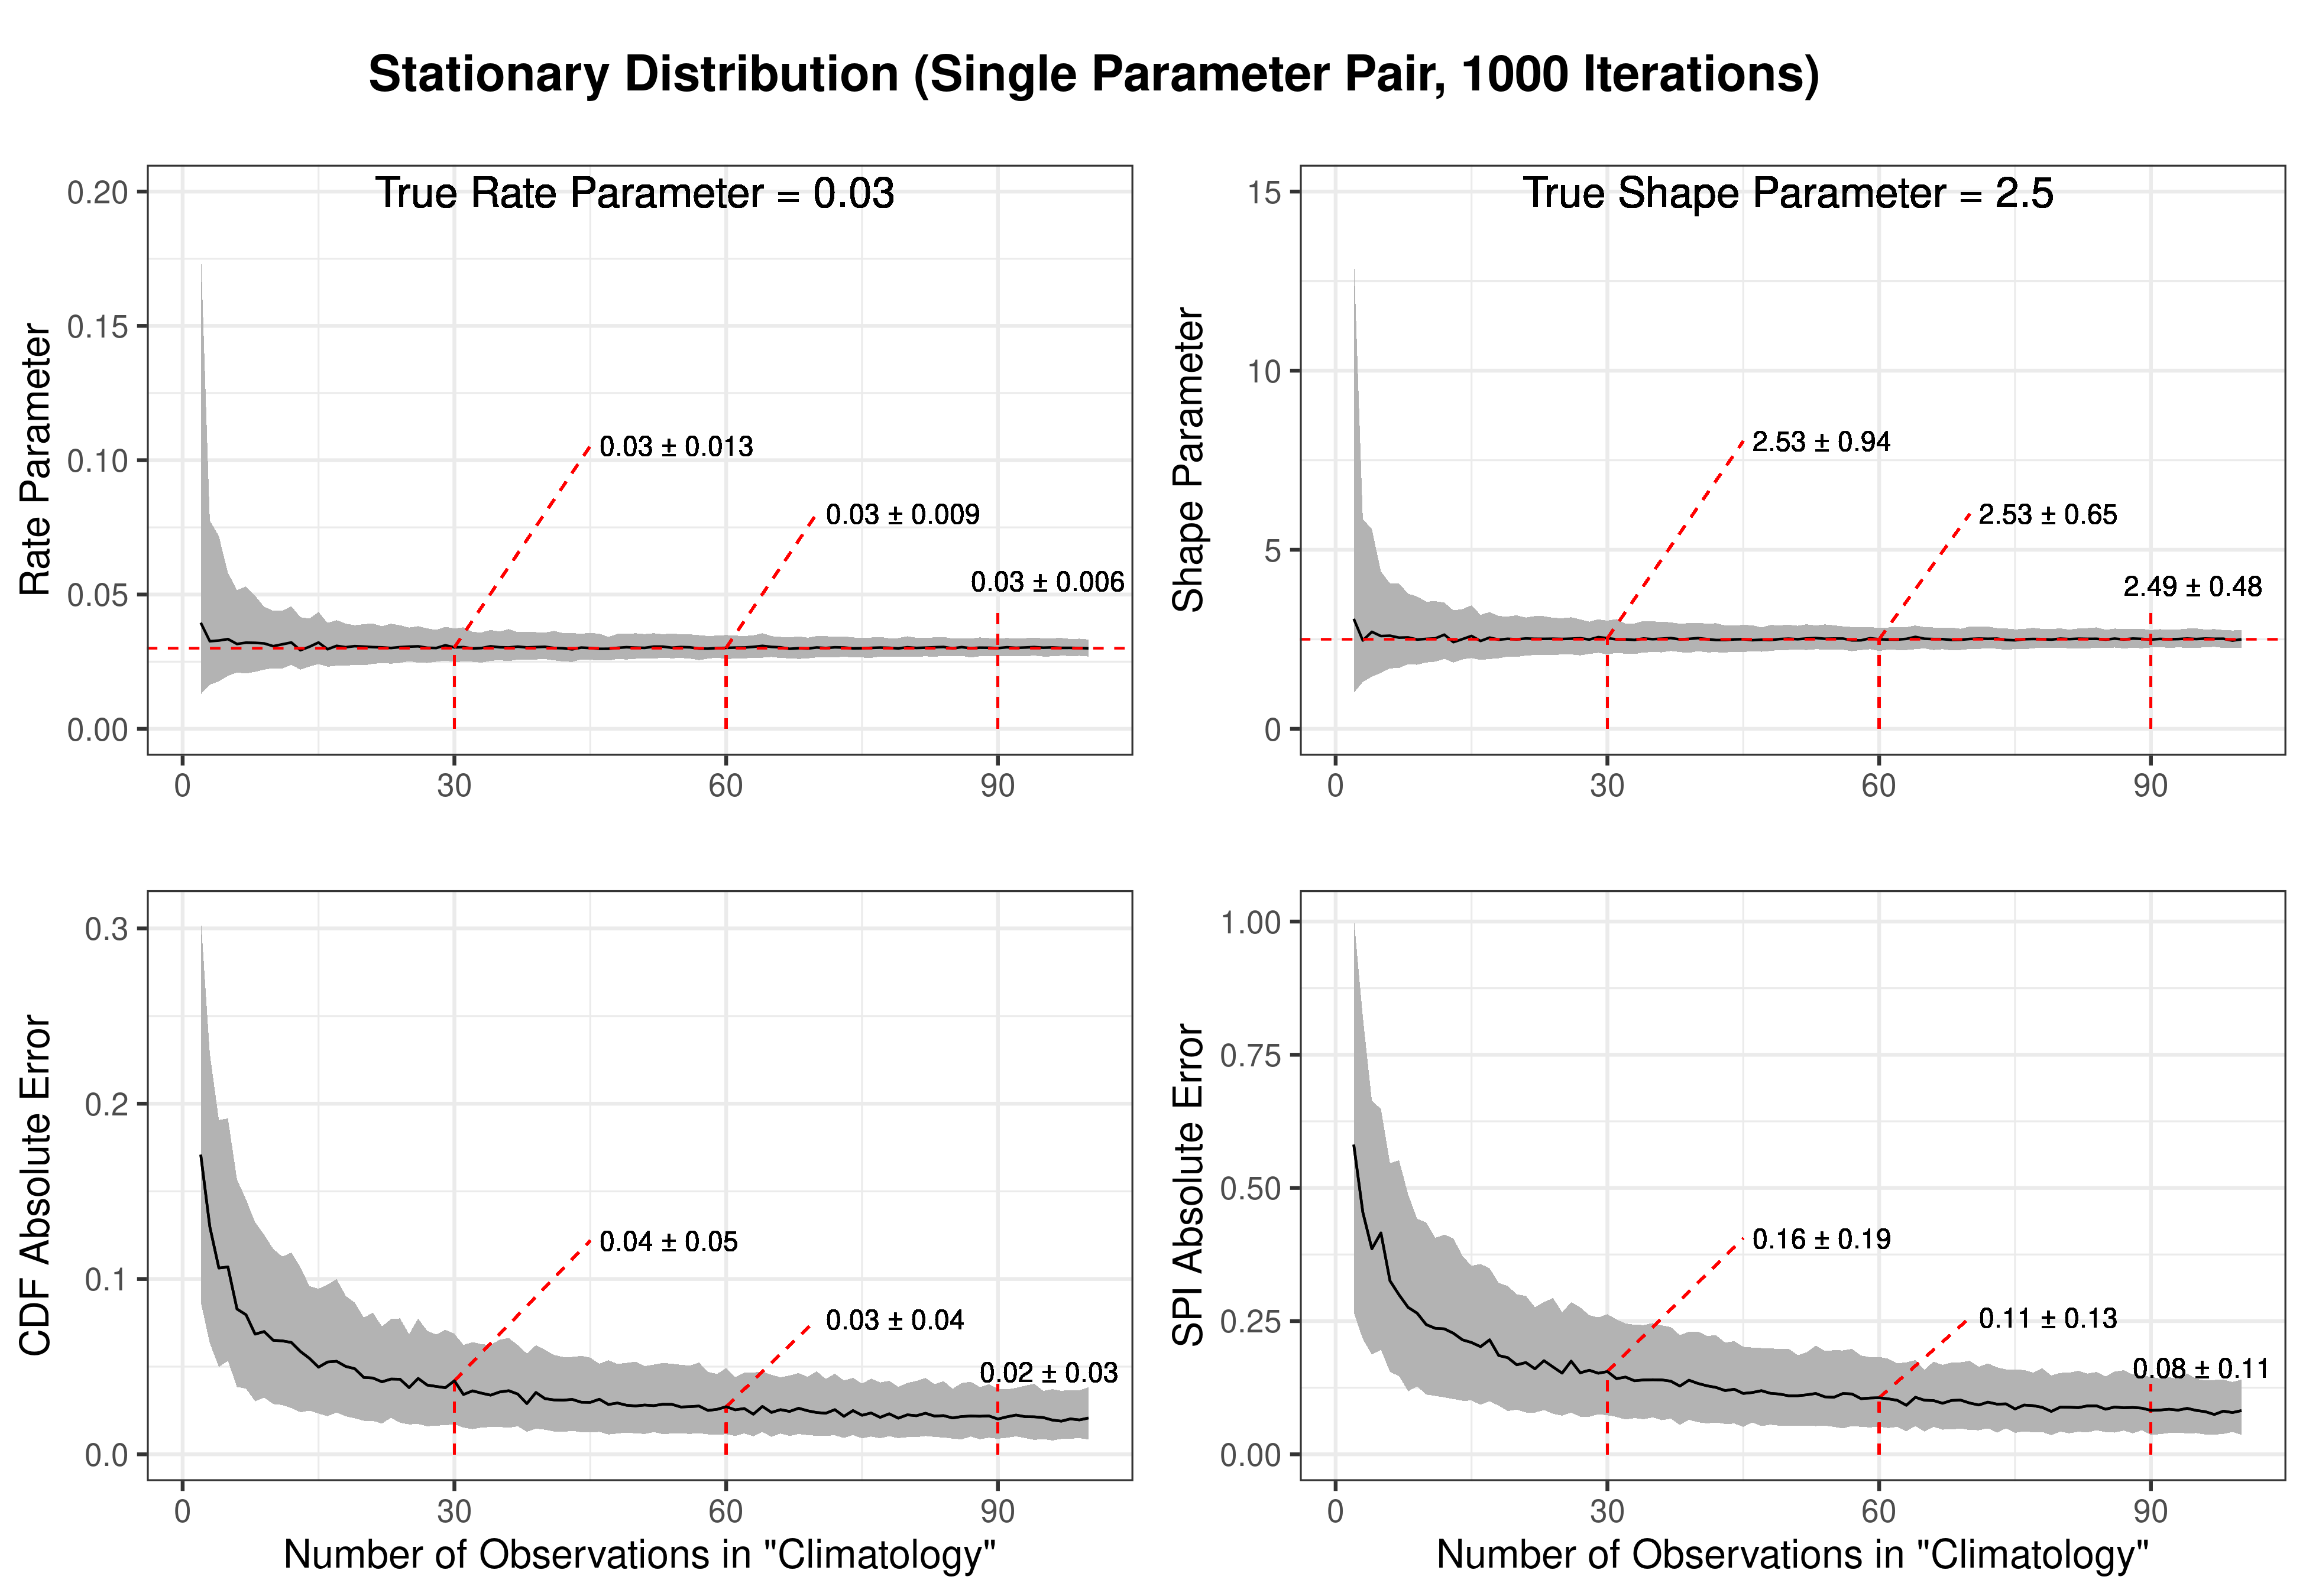 Stationary Distribution (Single Parameter Pair, 1000 Iterations)
True Rate Parameter = 0.03
Rate Parameter
0.20
0.15
0.10
0.05
0.00
0.03 ± 0.013
0.03 ± 0.009
0.03 ± 0.006
0 30 60 90
True Shape Parameter = 2.5
Shape Parameter
15
10
5
0
2.53 ± 0.94
2.53 ± 0.65
2.49 ± 0.48
0 30 60 90
CDF Absolute Error
0.3
0.2
0.1
0.0
0.04 ± 0.05
0.03 ± 0.04
0.02 ± 0.03
0 30 60 90
Number of Observations in "Climatology"
SPI Absolute Error
1.00
0.75
0.50
0.25
0.00
0.16 ± 0.19
0.11 ± 0.13
0.08 ± 0.11
0 30 60 90
Number of Observations in "Climatology"